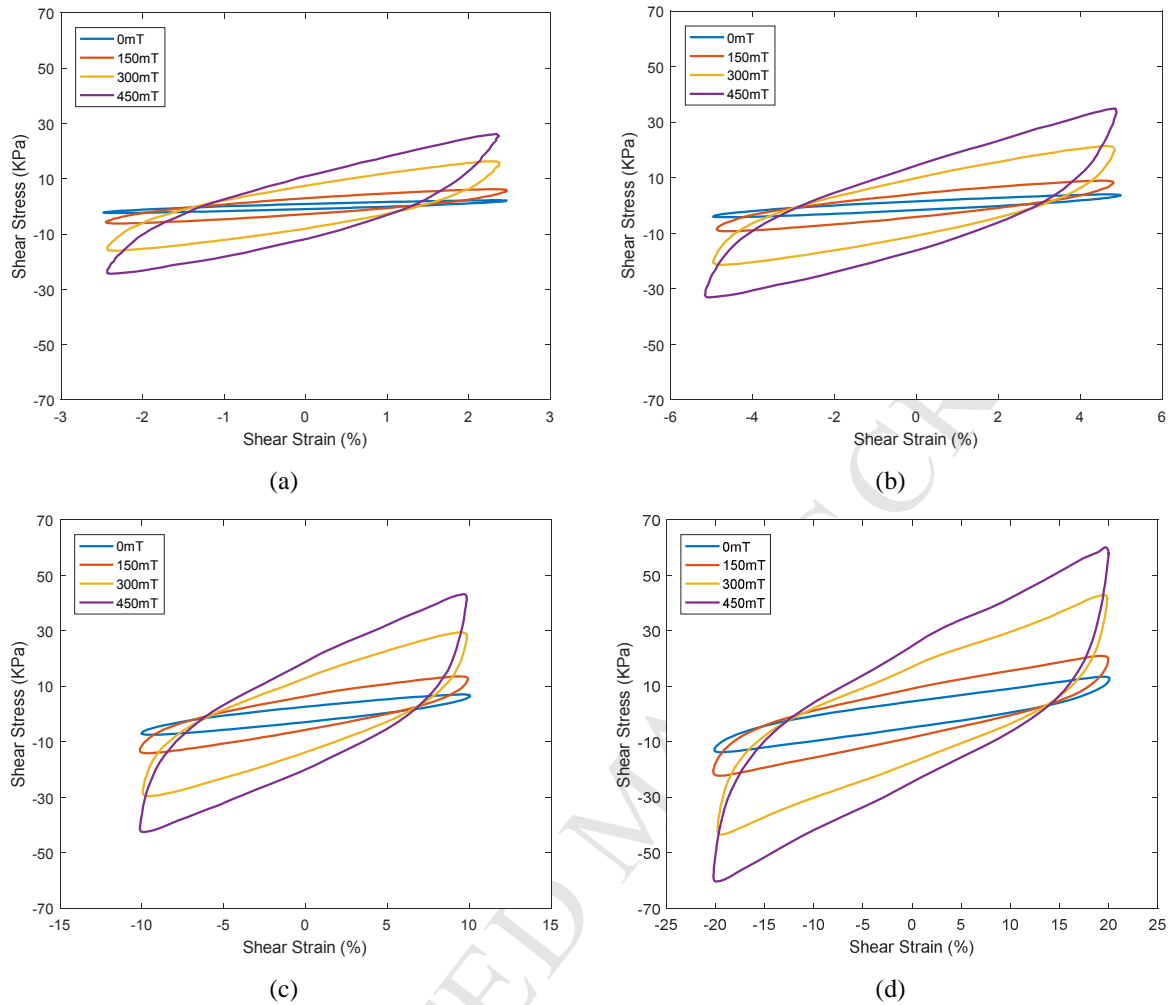 70
50
30
10
-10
-30
-50
-70
Shear Stress (KPa)
0mT
150mT
300mT
450mT
-3 -2 -1 0 1 2 3
Shear Strain (%)
(a)
70
50
30
10
-10
-30
-50
-70
Shear Stress (KPa)
0mT
150mT
300mT
450mT
-6 -4 -2 0 2 4 6
Shear Strain (%)
(b)
70
50
30
10
-10
-30
-50
-70
Shear Stress (KPa)
0mT
150mT
300mT
450mT
-15 -10 -5 0 5 10 15
Shear Strain (%)
(c)
70
50
30
10
-10
-30
-50
-70
Shear Stress (KPa)
0mT
150mT
300mT
450mT
-25 -20 -15 -10 -5 0 5 10 15 20 25
Shear Strain (%)
(d)